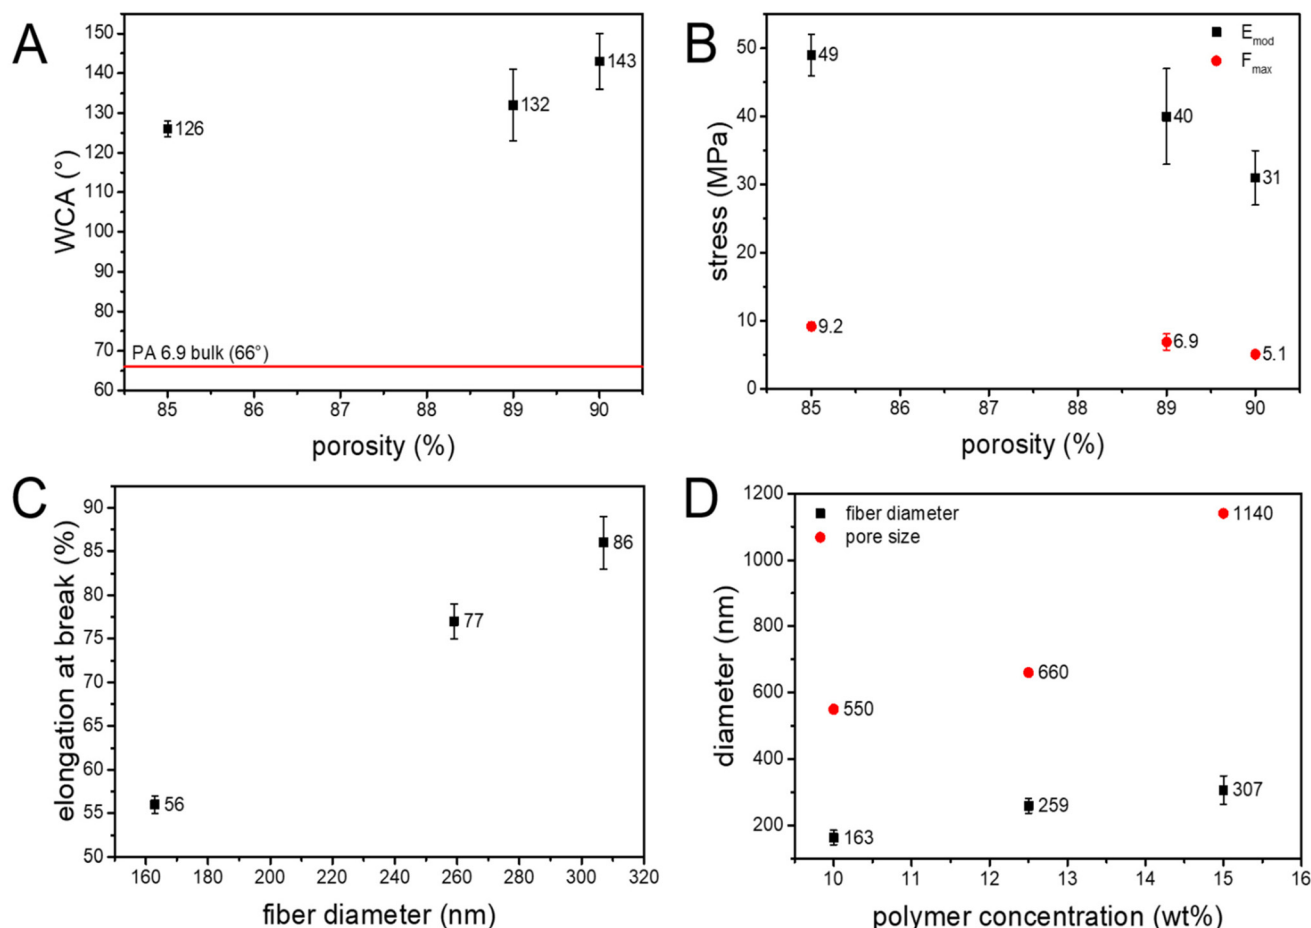 A
150
140
130
120
110
100
90
80
70
60
WCA (°)
126
132
143
PA 6.9 bulk (66°)
85 86 87 88 89 90
porosity (%)
B
50
40
30
20
10
0
stress (MPa)
E_mod
F_max
49
40
31
9.2
6.9
5.1
85 86 87 88 89 90
porosity (%)
C
90
85
80
75
70
65
60
55
50
elongation at break (%)
86
77
56
160 180 200 220 240 260 280 300 320
fiber diameter (nm)
D
1200
1000
800
600
400
200
diameter (nm)
fiber diameter
pore size
1140
660
550
307
259
163
10 11 12 13 14 15 16
polymer concentration (wt%)